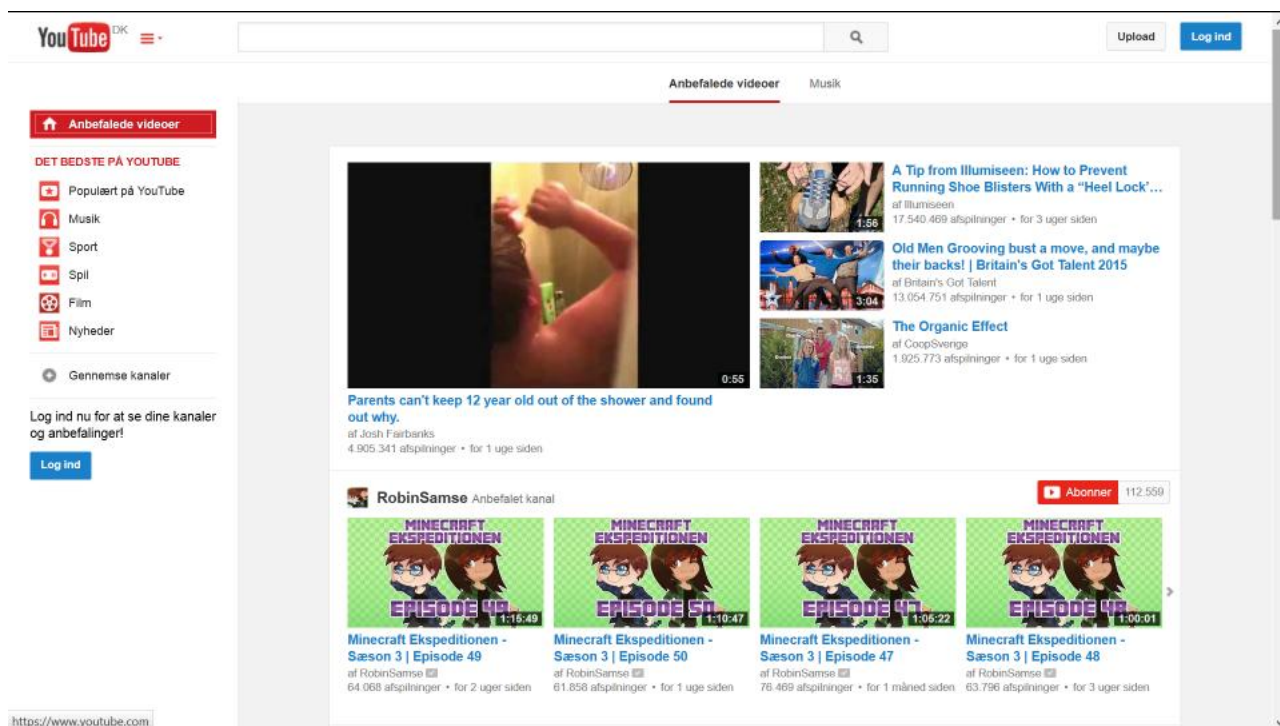 YouTube DK
Upload
Log ind
Anbefalede videoer
Musik
Anbefalede videoer
DET BEDSTE PÅ YOUTUBE
Populært på YouTube
Musik
Sport
Spil
Film
Nyheder
Gennemse kanaler
Log ind nu for at se dine kanaler
og anbefalinger!
Log ind
0:55
Parents can't keep 12 year old out of the shower and found
out why.
af Josh Fairbanks
4.905.341 afspilninger • for 1 uge siden
1:56
A Tip from Illumiseen: How to Prevent
Running Shoe Blisters With a “Heel Lock’…
af Illumiseen
17.540.469 afspilninger • for 3 uger siden
3:04
Old Men Grooving bust a move, and maybe
their backs! | Britain's Got Talent 2015
af Britain's Got Talent
13.054.751 afspilninger • for 1 uge siden
1:35
The Organic Effect
af CoopSverige
1.925.773 afspilninger • for 1 uge siden
RobinSamse Anbefalet kanal
Abonner 112.559
MINECRAFT
EKSPEDITIONEN
EPISODE 49
1:15:49
Minecraft Ekspeditionen -
Sæson 3 | Episode 49
af RobinSamse
64.068 afspilninger • for 2 uger siden
MINECRAFT
EKSPEDITIONEN
EPISODE 50
1:10:47
Minecraft Ekspeditionen -
Sæson 3 | Episode 50
af RobinSamse
61.858 afspilninger • for 1 uge siden
MINECRAFT
EKSPEDITIONEN
EPISODE 47
1:05:22
Minecraft Ekspeditionen -
Sæson 3 | Episode 47
af RobinSamse
76.469 afspilninger • for 1 måned siden
MINECRAFT
EKSPEDITIONEN
EPISODE 48
1:00:01
Minecraft Ekspeditionen -
Sæson 3 | Episode 48
af RobinSamse
63.796 afspilninger • for 3 uger siden
https://www.youtube.com